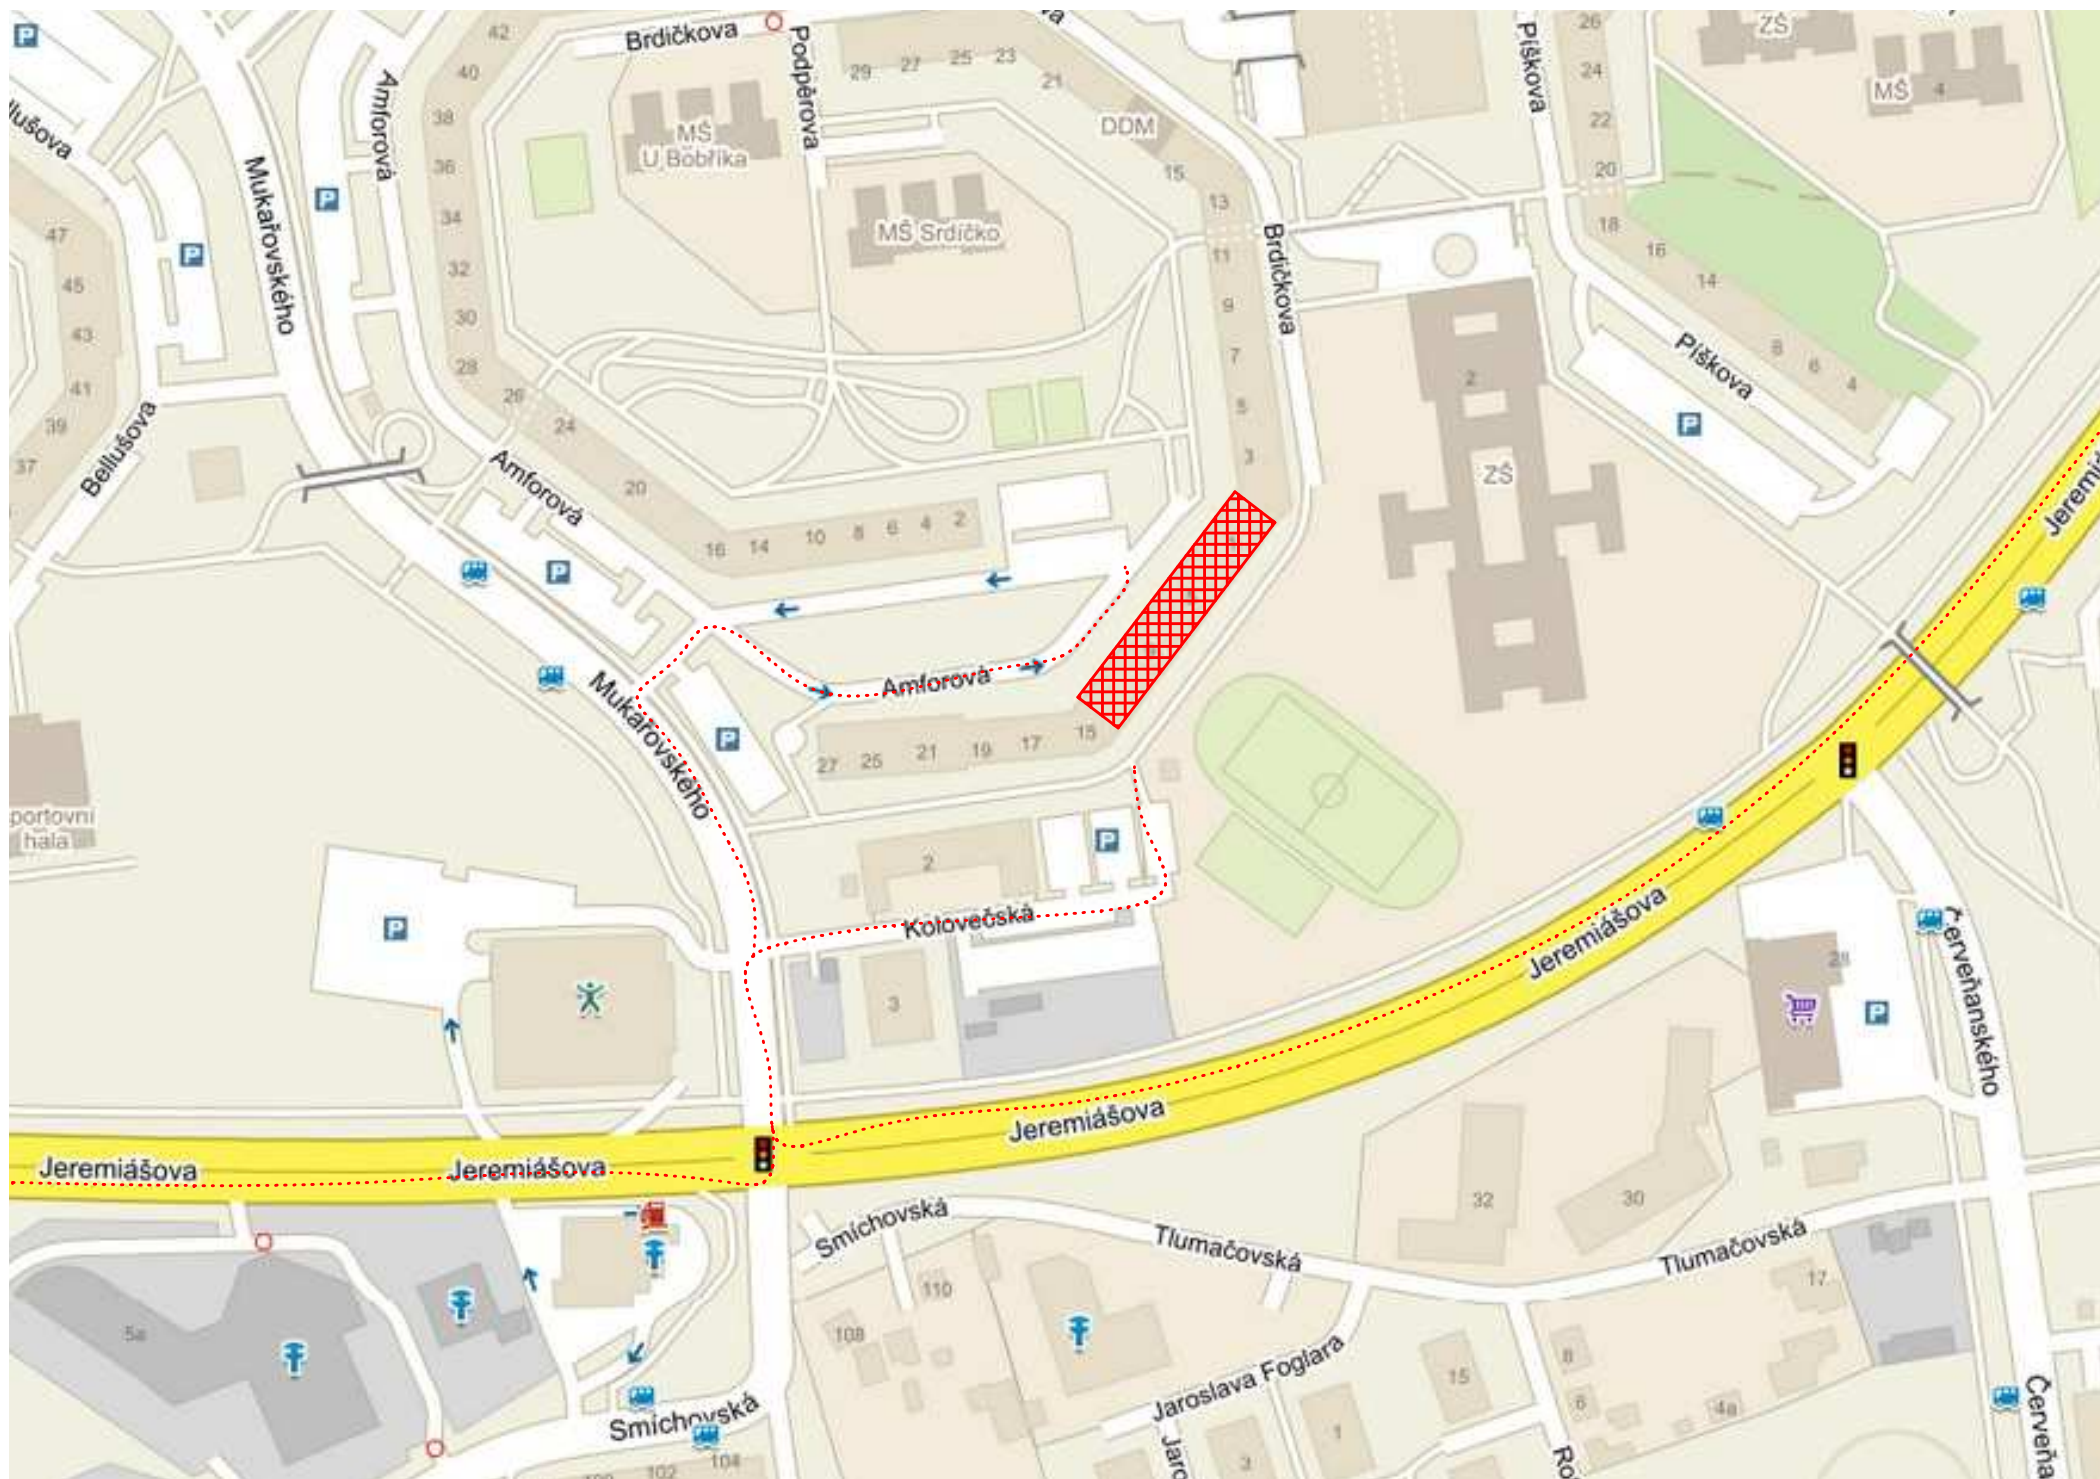 42
40
38
36
34
32
30
28
26
24
20
16
14
10
8
6
4
2
Brdičkova
Podpěrova
29
27
25
23
21
DDM
15
13
11
9
7
5
3
Brdičkova
MŠ
U Bobříka
MŠ Srdíčko
Píškova
26
24
22
20
18
16
14
8
6
4
Píškova
ZŠ
MŠ
4
P
P
P
Amforová
Mukařovského
Bellušova
47
45
43
41
39
37
Amforová
P
Mukařovského
P
Amforová
27
25
21
19
17
15
2
ZŠ
P
P
2
Kolovečská
3
P
portovní
hala
Jeremiášova
Jeremiášova
Jeremiášova
Jeremiášova
Červeňanského
28
P
Smíchovská
Tlumačovská
Tlumačovská
32
30
17
110
108
5a
Jaroslava Foglara
15
8
6
4a
1
3
Smíchovská
102
104